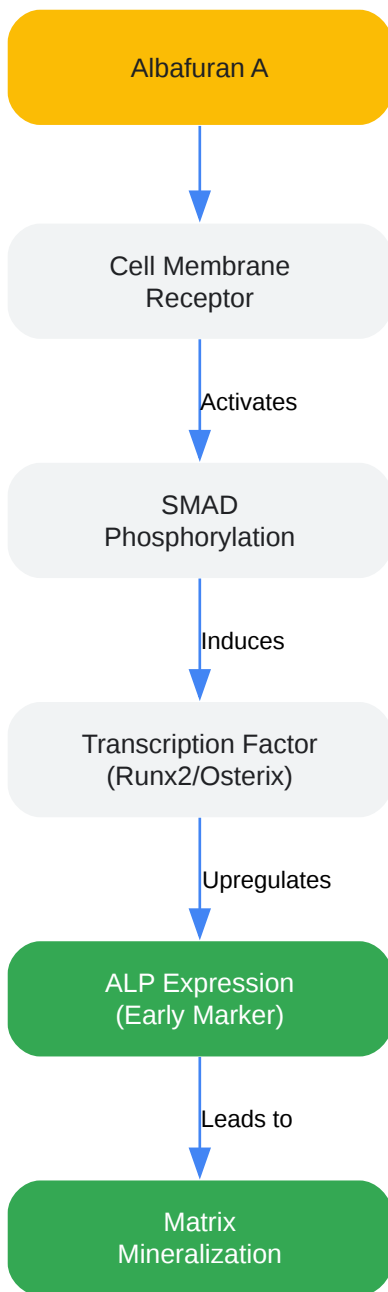 Albafuran A
Cell Membrane
Receptor
Activates
SMAD
Phosphorylation
Induces
Transcription Factor
(Runx2/Osterix)
Upregulates
ALP Expression
(Early Marker)
Leads to
Matrix
Mineralization